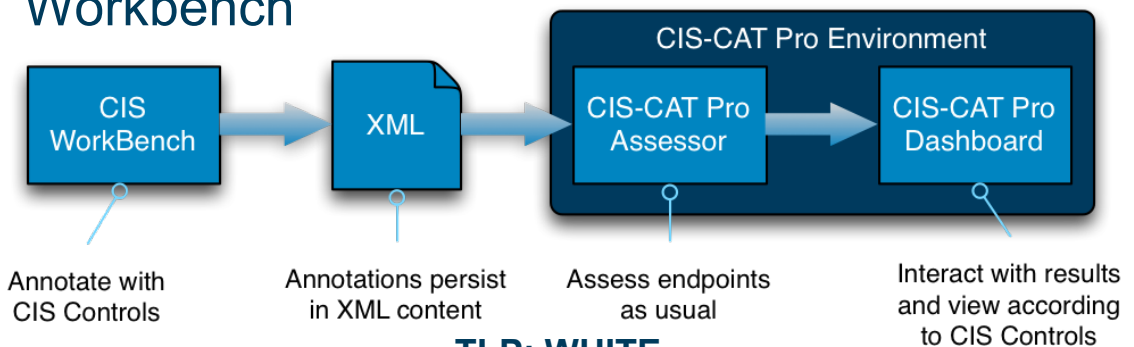 Workbench
CIS-CAT Pro Environment
CIS
WorkBench
XML
CIS-CAT Pro
Assessor
CIS-CAT Pro
Dashboard
Annotate with
CIS Controls
Annotations persist
in XML content
Assess endpoints
as usual
Interact with results
and view according
to CIS Controls
TLP: WHITE